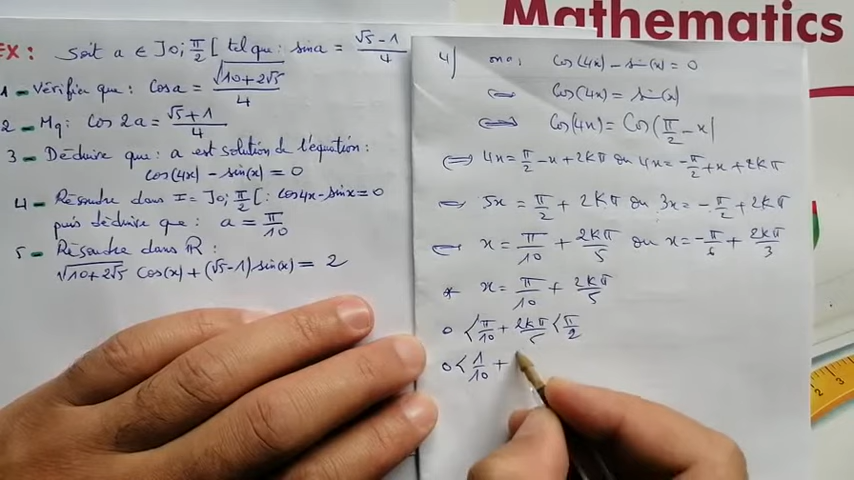 Mathematics
EX : Soit a ∈ ]0; π/2[ tel que : sina = (√5-1)/4
1 - Vérifier que : Cosa = √(10+2√5)/4
2 - Mq : Cos 2a = (√5+1)/4
3 - Déduire que : a est solution de l'équation :
cos(4x) - sin(x) = 0
4 - Résoudre dans I = ]0; π/2[ : cos4x - sinx = 0
puis déduire que : a = π/10
5 - Résoudre dans ℝ :
√(10+2√5) Cos(x) + (√5-1) sin(x) = 2
4) on a : Cos(4x) - sin(x) = 0
⇔ Cos(4x) = sin(x)
⇔ Cos(4x) = Cos(π/2 - x)
⇔ 4x = π/2 - x + 2kπ ou 4x = -π/2 + x + 2kπ
⇔ 5x = π/2 + 2kπ ou 3x = -π/2 + 2kπ
⇔ x = π/10 + 2kπ/5 ou x = -π/6 + 2kπ/3
* x = π/10 + 2kπ/5
0 < π/10 + 2kπ/5 < π/2
0 < 1/10 +
2